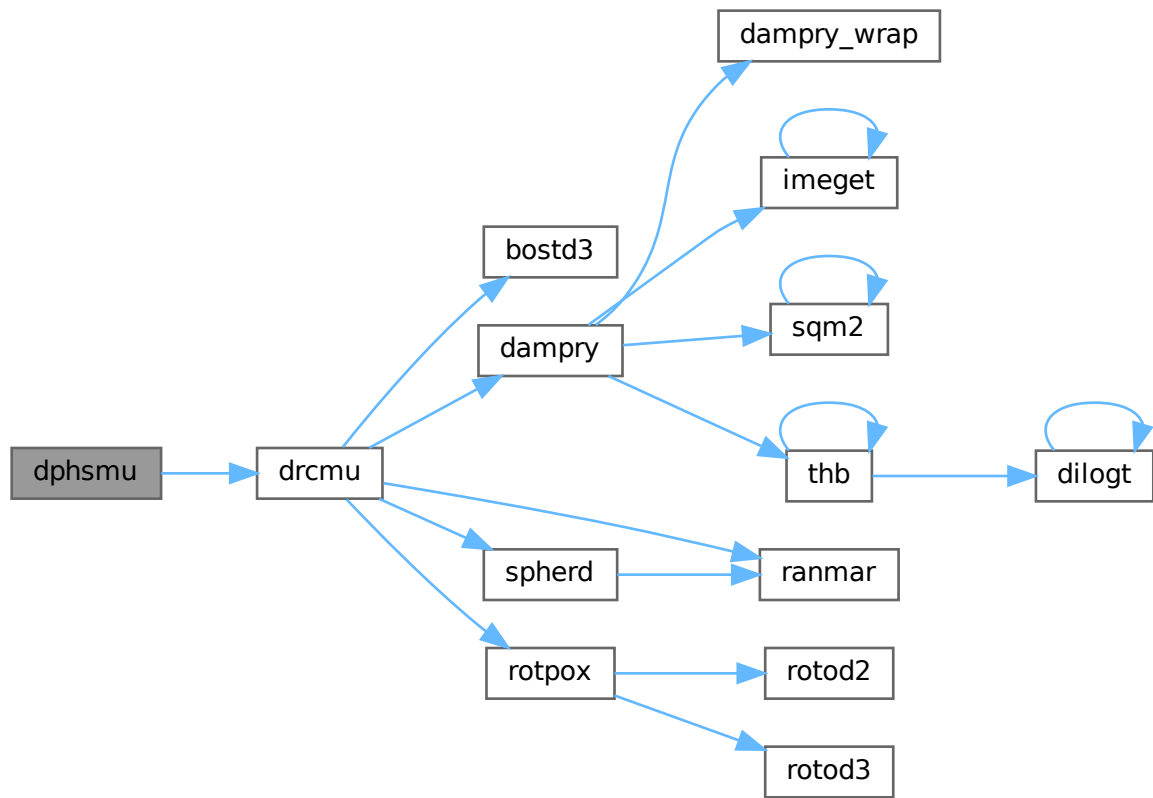 dampry_wrap
imeget
bostd3
sqm2
dampry
dphsmu
drcmu
thb
dilogt
spherd
ranmar
rotpox
rotod2
rotod3